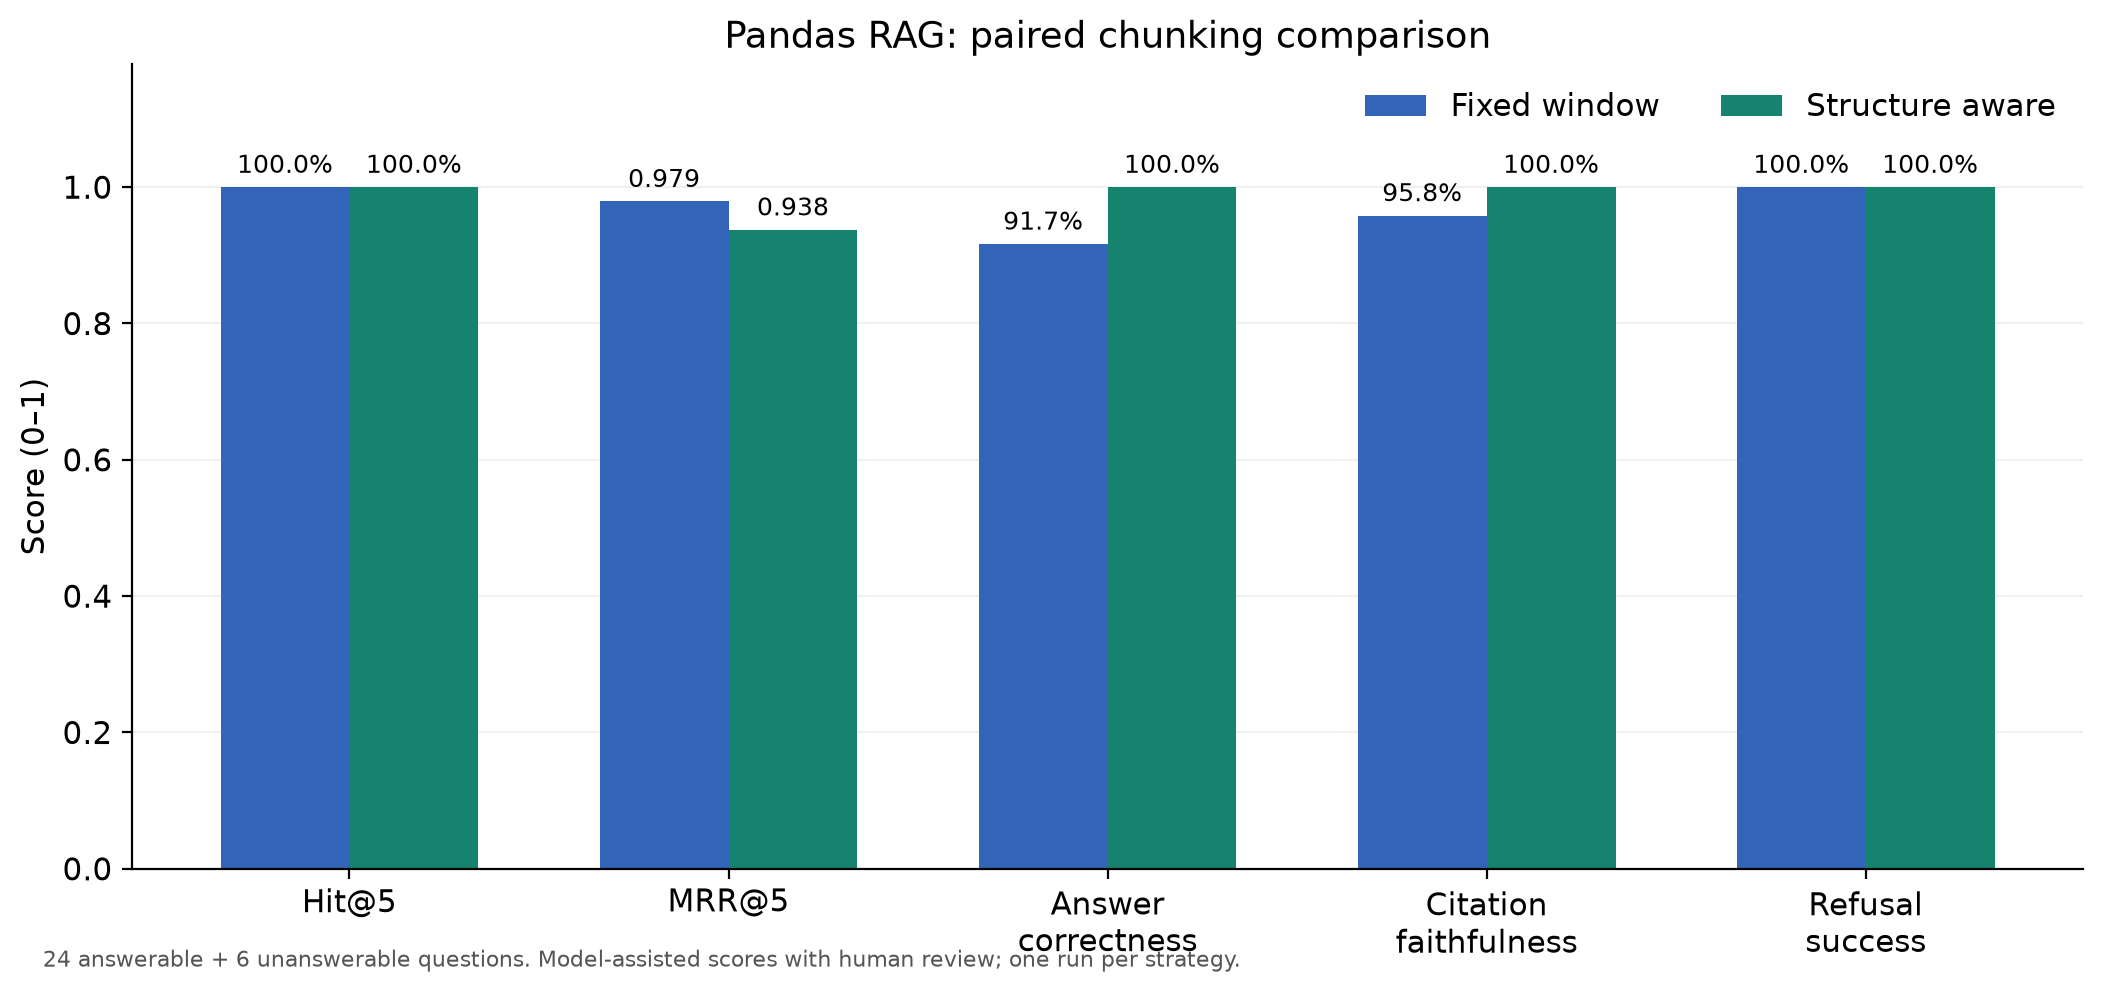 Pandas RAG: paired chunking comparison
Fixed window
Structure aware
100.0%
100.0%
0.979
0.938
91.7%
100.0%
95.8%
100.0%
100.0%
100.0%
Score (0–1)
1.0
0.8
0.6
0.4
0.2
0.0
Hit@5
MRR@5
Answer
correctness
Citation
faithfulness
Refusal
success
24 answerable + 6 unanswerable questions. Model-assisted scores with human review; one run per strategy.